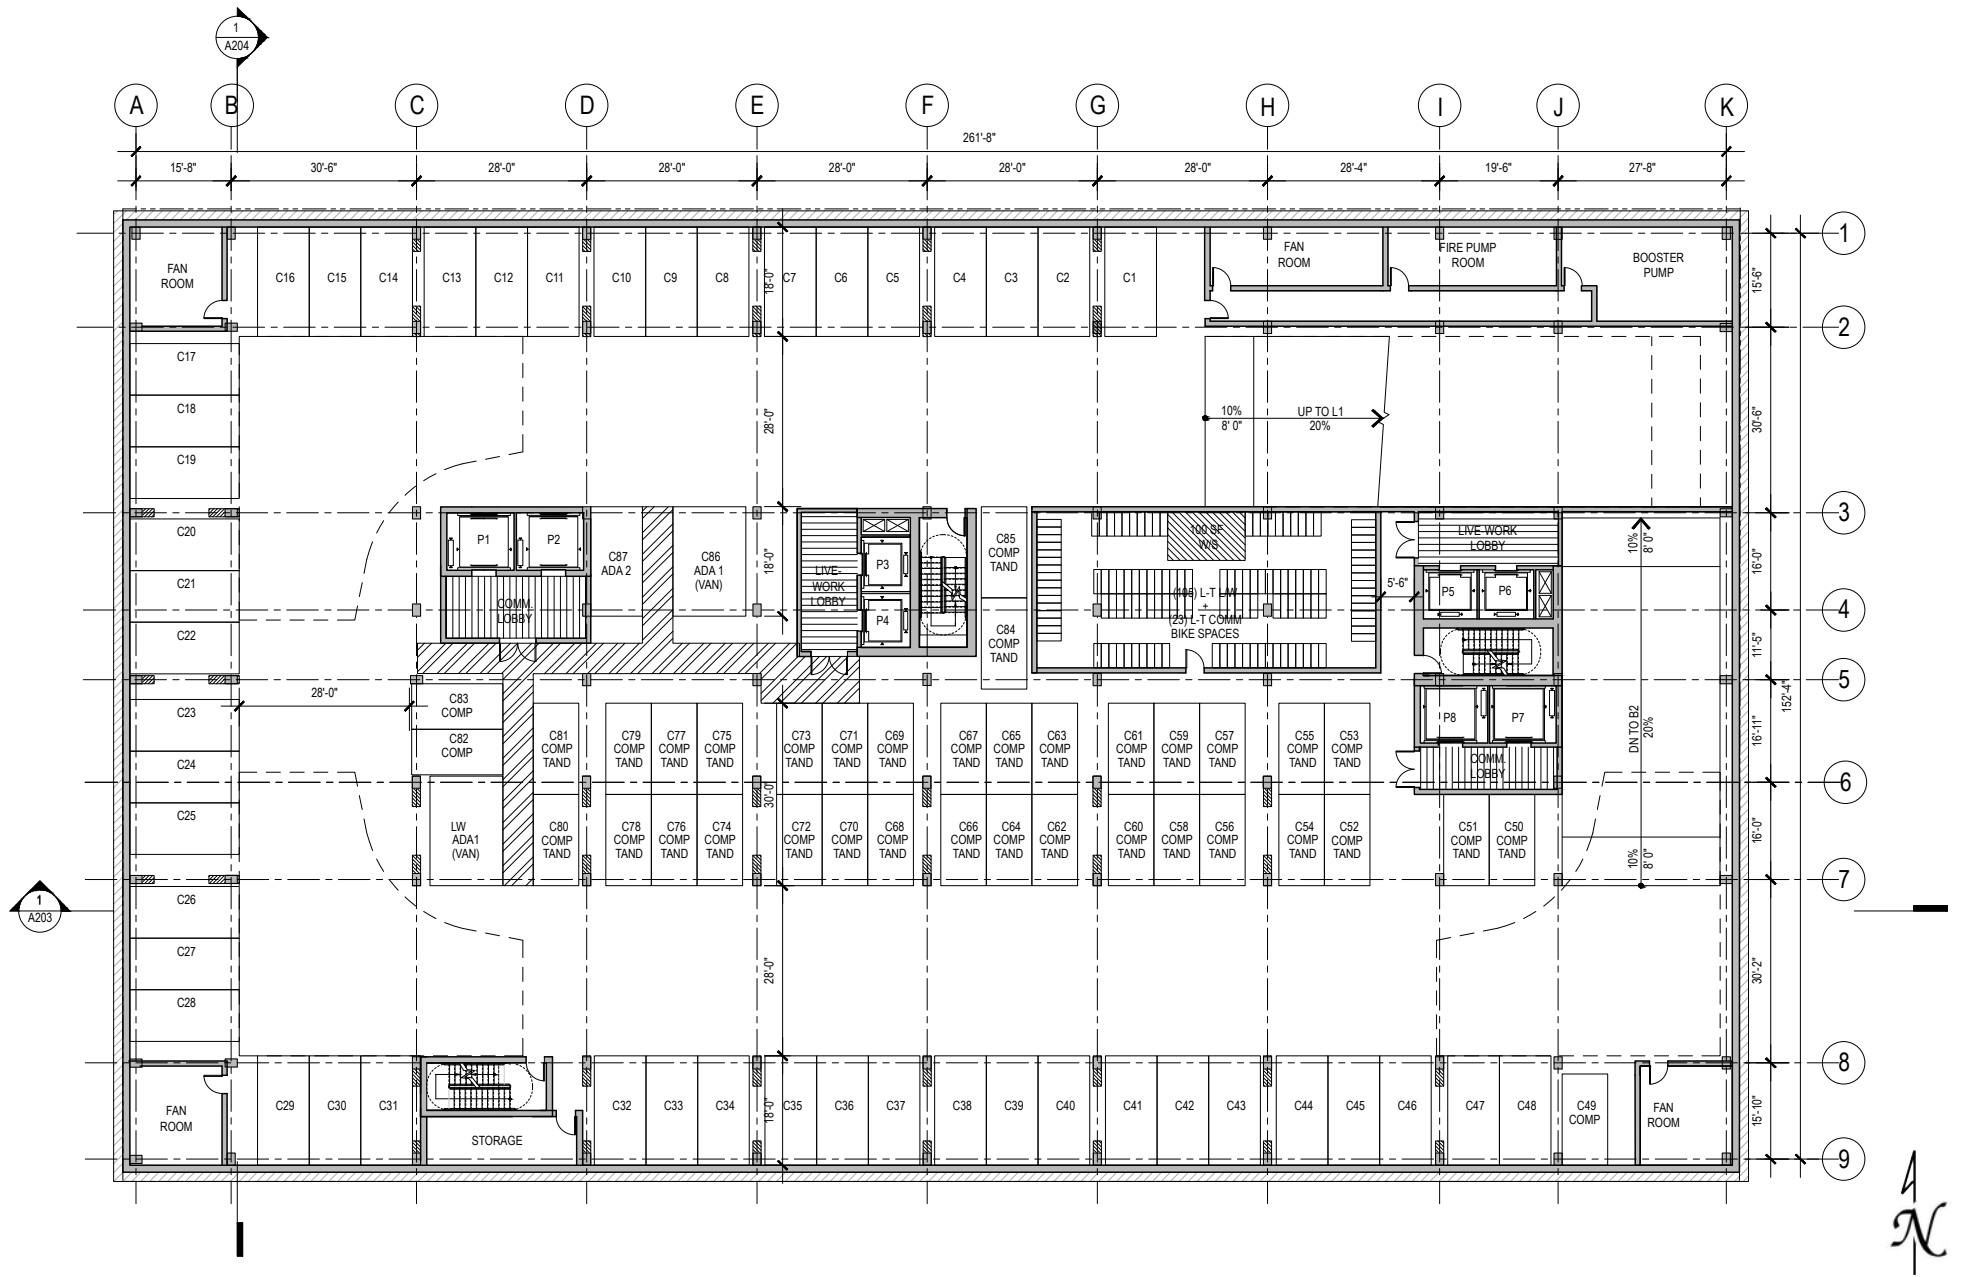 1
A204
A B C D E F G H I J K
261'-8"
15'-8" 30'-6" 28'-0" 28'-0" 28'-0" 28'-0" 28'-0" 28'-4" 19'-6" 27'-8"
1
FAN
ROOM
C16 C15 C14 C13 C12 C11 C10 C9 C8 C7 C6 C5 C4 C3 C2 C1
18'-0"
FAN
ROOM
FIRE PUMP
ROOM
BOOSTER
PUMP
15'-6"
2
C17
C18
C19
28'-0"
10%
8' 0"
UP TO L1
20%
30'-6"
3
C20
C21
C22
P1 P2
COMM.
LOBBY
C87
ADA 2
C86
ADA 1
(VAN)
18'-0"
LIVE-
WORK
LOBBY
P3
P4
C85
COMP
TAND
C84
COMP
TAND
100 SF
W/S
(105) L-T L/W
+
(23) L-T COMM
BIKE SPACES
5'-6"
LIVE-WORK
LOBBY
P5 P6
10%
8' 0"
16'-0"
4
11'-5"
5
152'-4"
28'-0"
C23
C24
C25
C83
COMP
C82
COMP
LW
ADA1
(VAN)
C81
COMP
TAND
C79
COMP
TAND
C77
COMP
TAND
C75
COMP
TAND
C73
COMP
TAND
C71
COMP
TAND
C69
COMP
TAND
C67
COMP
TAND
C65
COMP
TAND
C63
COMP
TAND
C61
COMP
TAND
C59
COMP
TAND
C57
COMP
TAND
C55
COMP
TAND
C53
COMP
TAND
P8 P7
COMM.
LOBBY
DN TO B2
20%
16'-11"
6
30'-0"
C80
COMP
TAND
C78
COMP
TAND
C76
COMP
TAND
C74
COMP
TAND
C72
COMP
TAND
C70
COMP
TAND
C68
COMP
TAND
C66
COMP
TAND
C64
COMP
TAND
C62
COMP
TAND
C60
COMP
TAND
C58
COMP
TAND
C56
COMP
TAND
C54
COMP
TAND
C52
COMP
TAND
C51
COMP
TAND
C50
COMP
TAND
10%
8' 0"
16'-0"
7
1
A203
C26
C27
C28
28'-0"
30'-2"
8
FAN
ROOM
C29 C30 C31
STORAGE
C32 C33 C34 C35 C36 C37 C38 C39 C40 C41 C42 C43 C44 C45 C46 C47 C48
18'-0"
C49
COMP
FAN
ROOM
15'-10"
9
N